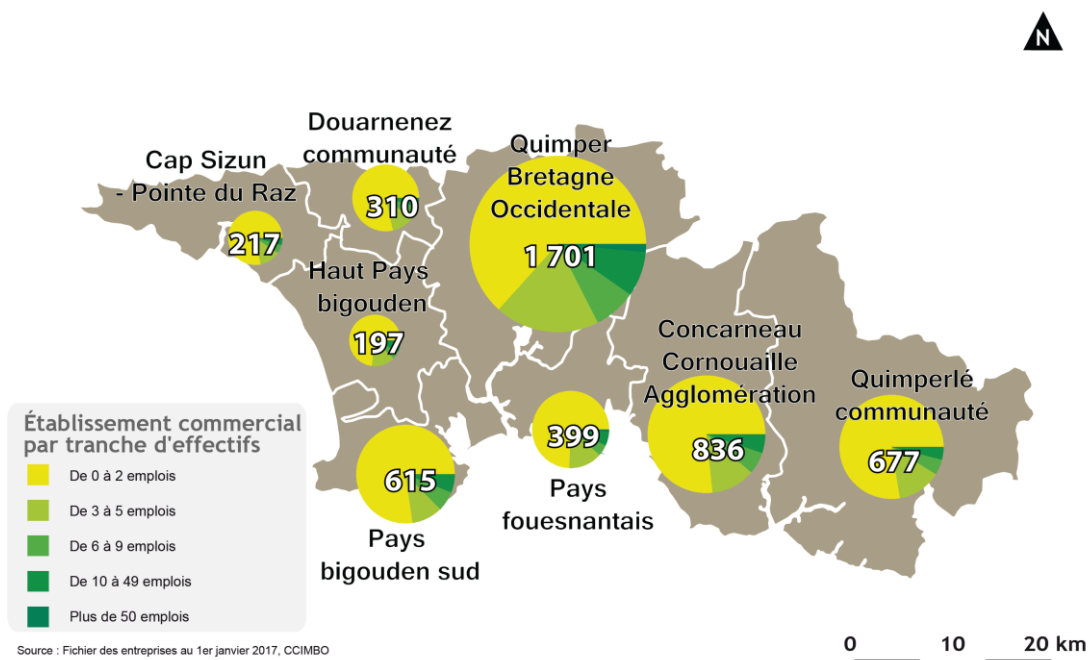 N
Douarnenez
communauté
310
Quimper
Bretagne
Occidentale
1 701
Cap Sizun
- Pointe du Raz
217
Haut Pays
bigouden
197
Concarneau
Cornouaille
Agglomération
836
Quimperlé
communauté
677
399
Pays
fouesnantais
615
Pays
bigouden sud
Établissement commercial
par tranche d'effectifs
De 0 à 2 emplois
De 3 à 5 emplois
De 6 à 9 emplois
De 10 à 49 emplois
Plus de 50 emplois
Source : Fichier des entreprises au 1er janvier 2017, CCIMBO
0 10 20 km